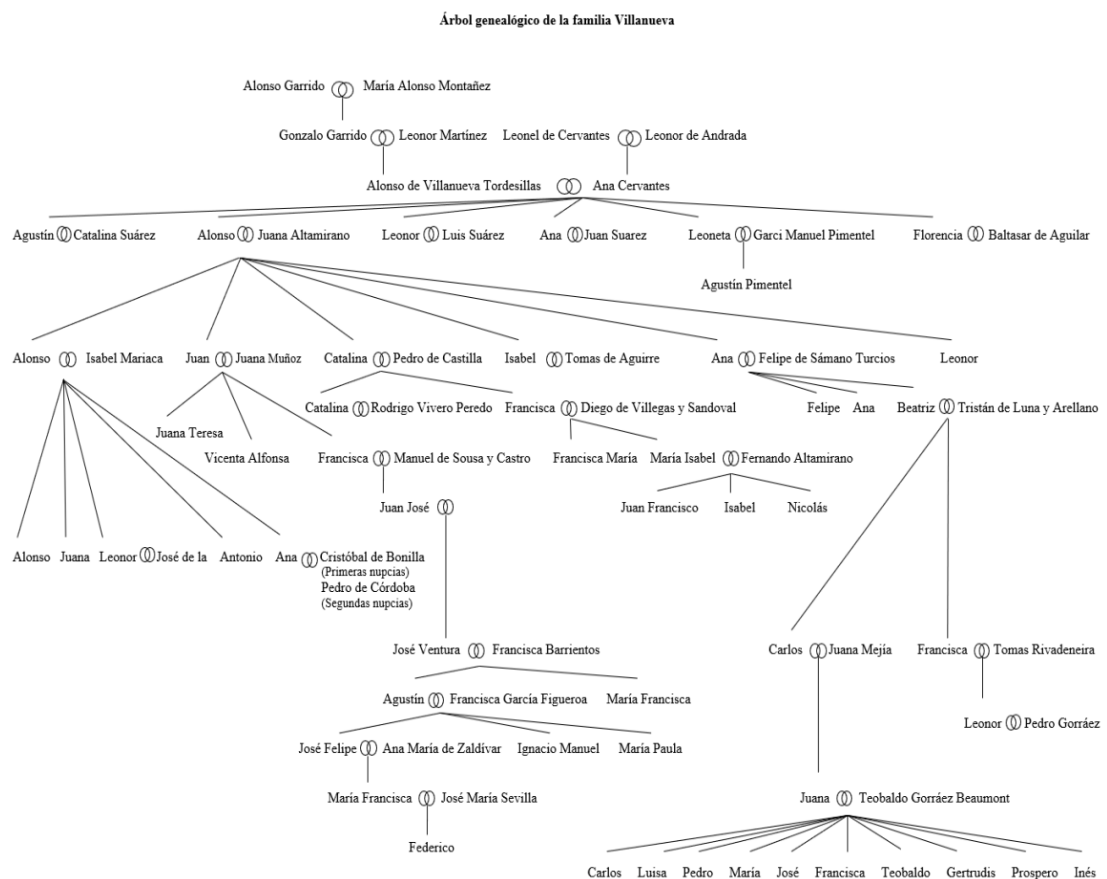 Árbol genealógico de la familia Villanueva
Alonso Garrido María Alonso Montañez
Gonzalo Garrido Leonor Martínez Leonel de Cervantes Leonor de Andrada
Alonso de Villanueva Tordesillas Ana Cervantes
Agustín Catalina Suárez Alonso Juana Altamirano Leonor Luis Suárez Ana Juan Suarez Leoneta Garci Manuel Pimentel Florencia Baltasar de Aguilar
Agustín Pimentel
Alonso Isabel Mariaca Juan Juana Muñoz Catalina Pedro de Castilla Isabel Tomas de Aguirre Ana Felipe de Sámano Turcios Leonor
Catalina Rodrigo Vivero Peredo Francisca Diego de Villegas y Sandoval Felipe Ana Beatriz Tristán de Luna y Arellano
Juana Teresa
Vicenta Alfonsa Francisca Manuel de Sousa y Castro Francisca María María Isabel Fernando Altamirano
Juan José Juan Francisco Isabel Nicolás
Alonso Juana Leonor José de la Antonio Ana Cristóbal de Bonilla
(Primeras nupcias)
Pedro de Córdoba
(Segundas nupcias)
José Ventura Francisca Barrientos Carlos Juana Mejía Francisca Tomas Rivadeneira
Agustín Francisca García Figueroa María Francisca
Leonor Pedro Gorráez
José Felipe Ana María de Zaldívar Ignacio Manuel María Paula
María Francisca José María Sevilla Juana Teobaldo Gorráez Beaumont
Federico
Carlos Luisa Pedro María José Francisca Teobaldo Gertrudis Prospero Inés